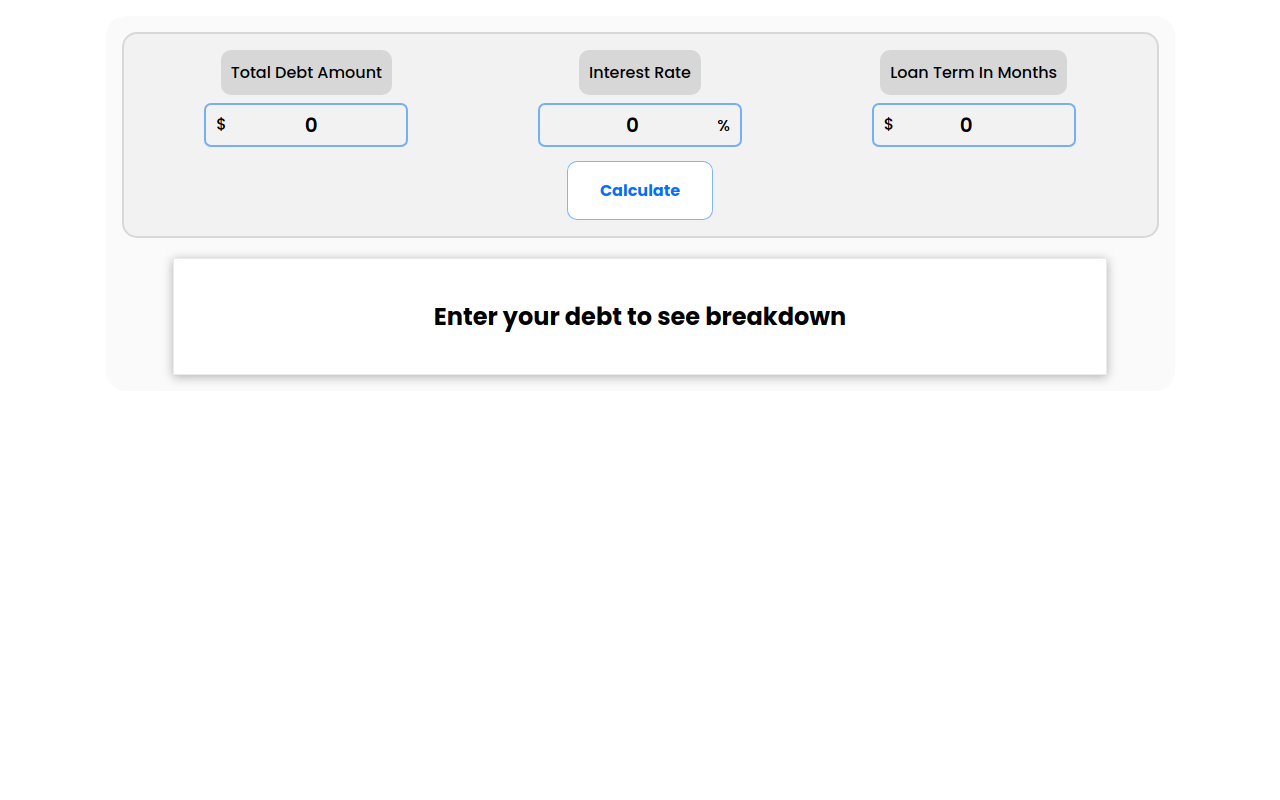 Total Debt Amount
Interest Rate
Loan Term In Months
$ 0
0 %
$ 0
Calculate
Enter your debt to see breakdown